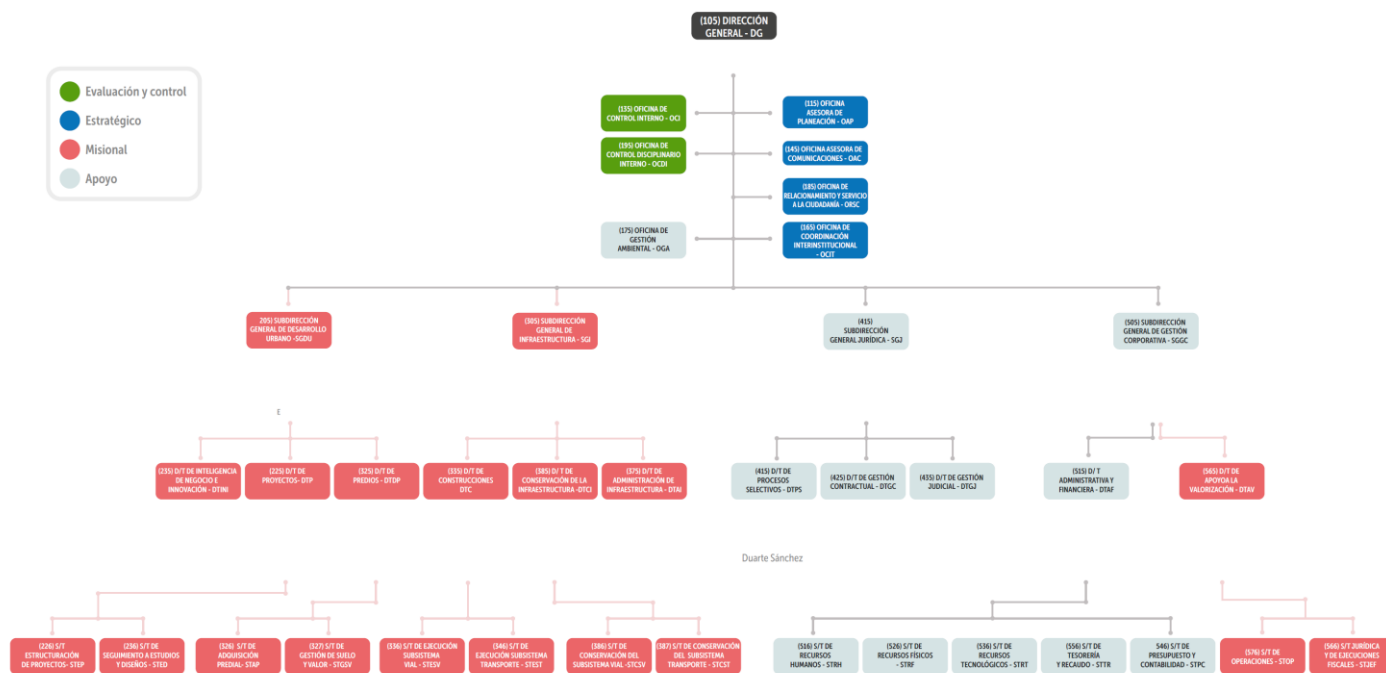 (105) DIRECCIÓN
GENERAL - DG
Evaluación y control
Estratégico
Misional
Apoyo
(135) OFICINA DE
CONTROL INTERNO - OCI
(115) OFICINA
ASESORA DE
PLANEACIÓN - OAP
(195) OFICINA DE
CONTROL DISCIPLINARIO
INTERNO - OCDI
(145) OFICINA ASESORA DE
COMUNICACIONES - OAC
(185) OFICINA DE
RELACIONAMIENTO Y SERVICIO
A LA CIUDADANÍA - ORSC
(175) OFICINA DE
GESTIÓN
AMBIENTAL - OGA
(165) OFICINA DE
COORDINACIÓN
INTERINSTITUCIONAL
- OCIT
205) SUBDIRECCIÓN
GENERAL DE DESARROLLO
URBANO -SGDU
(305) SUBDIRECCIÓN
GENERAL DE
INFRAESTRUCTURA - SGI
(415)
SUBDIRECCIÓN
GENERAL JURÍDICA - SGJ
(505) SUBDIRECCIÓN
GENERAL DE GESTIÓN
CORPORATIVA - SGGC
E
(235) D/T DE INTELIGENCIA
DE NEGOCIO E
INNOVACIÓN - DTINI
(225) D/T DE
PROYECTOS- DTP
(325) D/T DE
PREDIOS - DTDP
(335) D/T DE
CONSTRUCCIONES
DTC
(385) D/ T DE
CONSERVACIÓN DE LA
INFRAESTRUCTURA -DTCI
(375) D/T DE
ADMINISTRACIÓN DE
INFRAESTRUCTURA - DTAI
(415) D/T DE
PROCESOS
SELECTIVOS - DTPS
(425) D/T DE GESTIÓN
CONTRACTUAL - DTGC
(435) D/T DE GESTIÓN
JUDICIAL - DTGJ
(515) D/ T
ADMINISTRATIVA Y
FINANCIERA - DTAF
(565) D/T DE
APOYOA LA
VALORIZACIÓN - DTAV
Duarte Sánchez
(226) S/T
ESTRUCTURACIÓN
DE PROYECTOS- STEP
(236) S/T DE
SEGUIMIENTO A ESTUDIOS
Y DISEÑOS - STED
(326) S/T DE
ADQUISICIÓN
PREDIAL- STAP
(327) S/T DE
GESTIÓN DE SUELO
Y VALOR - STGSV
(336) S/T DE EJECUCIÓN
SUBSISTEMA
VIAL - STESV
(346) S/T DE
EJECUCIÓN SUBSISTEMA
TRANSPORTE - STEST
(386) S/T DE
CONSERVACIÓN DEL
SUBSISTEMA VIAL -STCSV
(387) S/T DE CONSERVACIÓN
DEL SUBSISTEMA
TRANSPORTE - STCST
(516) S/T DE
RECURSOS
HUMANOS - STRH
(526) S/T DE
RECURSOS FÍSICOS
- STRF
(536) S/T DE
RECURSOS
TECNOLÓGICOS - STRT
(556) S/T DE
TESORERÍA
Y RECAUDO - STTR
546) S/T DE
PRESUPUESTO Y
CONTABILIDAD - STPC
(576) S/T DE
OPERACIONES - STOP
(566) S/T JURÍDICA
Y DE EJECUCIONES
FISCALES - STJEF